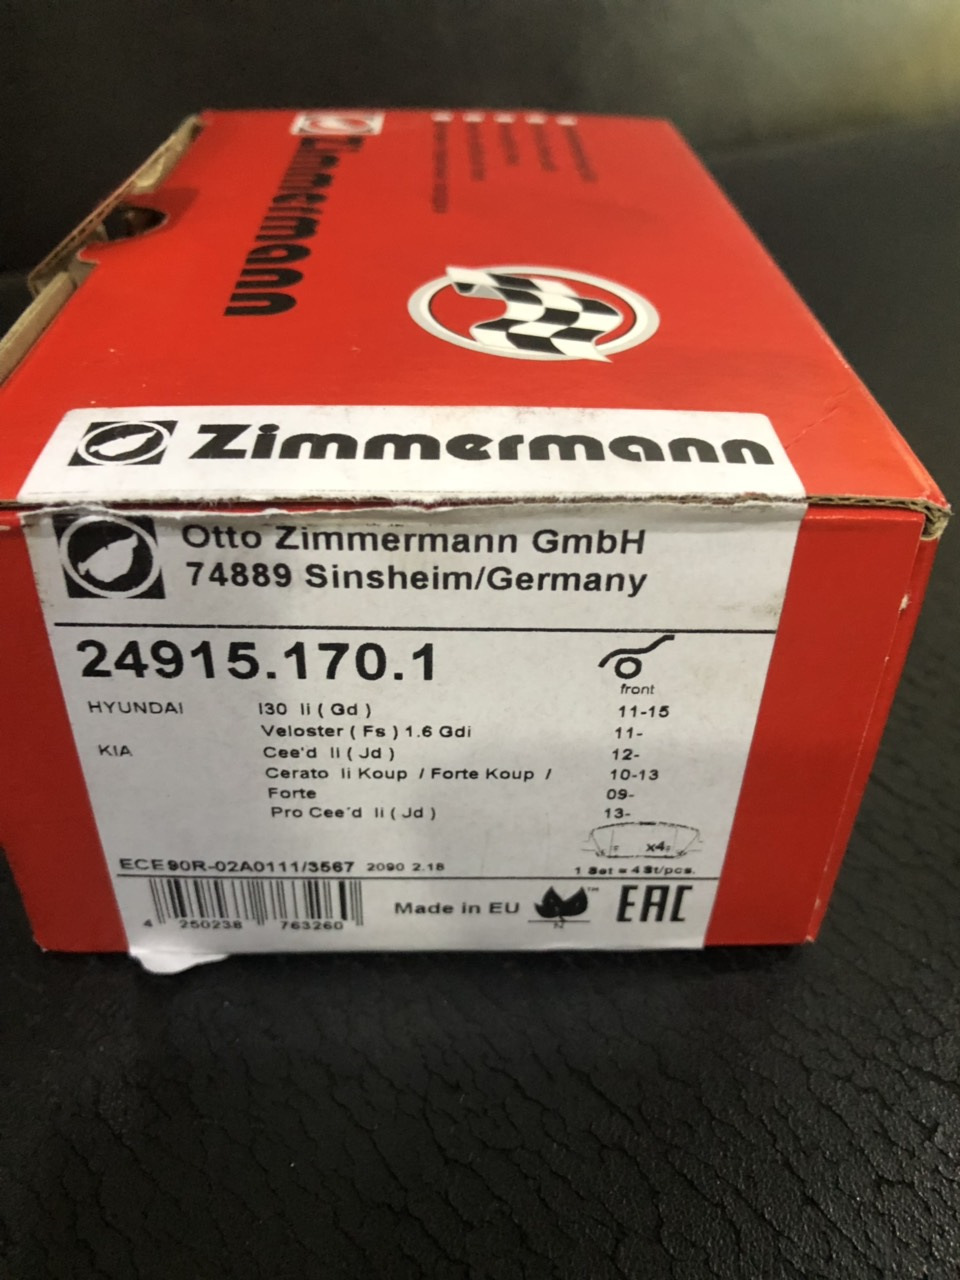 Zimmermann
Zimmermann
Otto Zimmermann GmbH
74889 Sinsheim/Germany
24915.170.1
front
HYUNDAI I30 Ii ( Gd ) 11-15
Veloster ( Fs ) 1.6 Gdi 11-
KIA Cee'd Ii ( Jd ) 12-
Cerato Ii Koup / Forte Koup / 10-13
Forte 09-
Pro Cee´d Ii ( Jd ) 13-
x4
ECE90R-02A0111/3567 2090 2.18
1 Set = 4 St/pcs.
4 250238 763260
Made in EU
TM
EAC